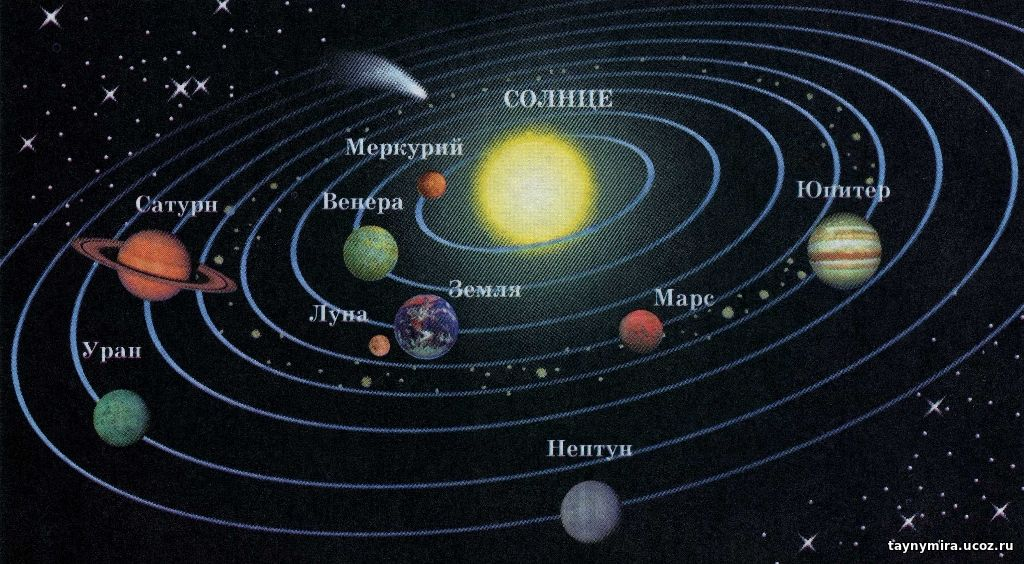 СОЛНЦЕ
Меркурий
Венера
Юпитер
Сатурн
Земля
Луна
Марс
Уран
Нептун
taynymira.ucoz.ru